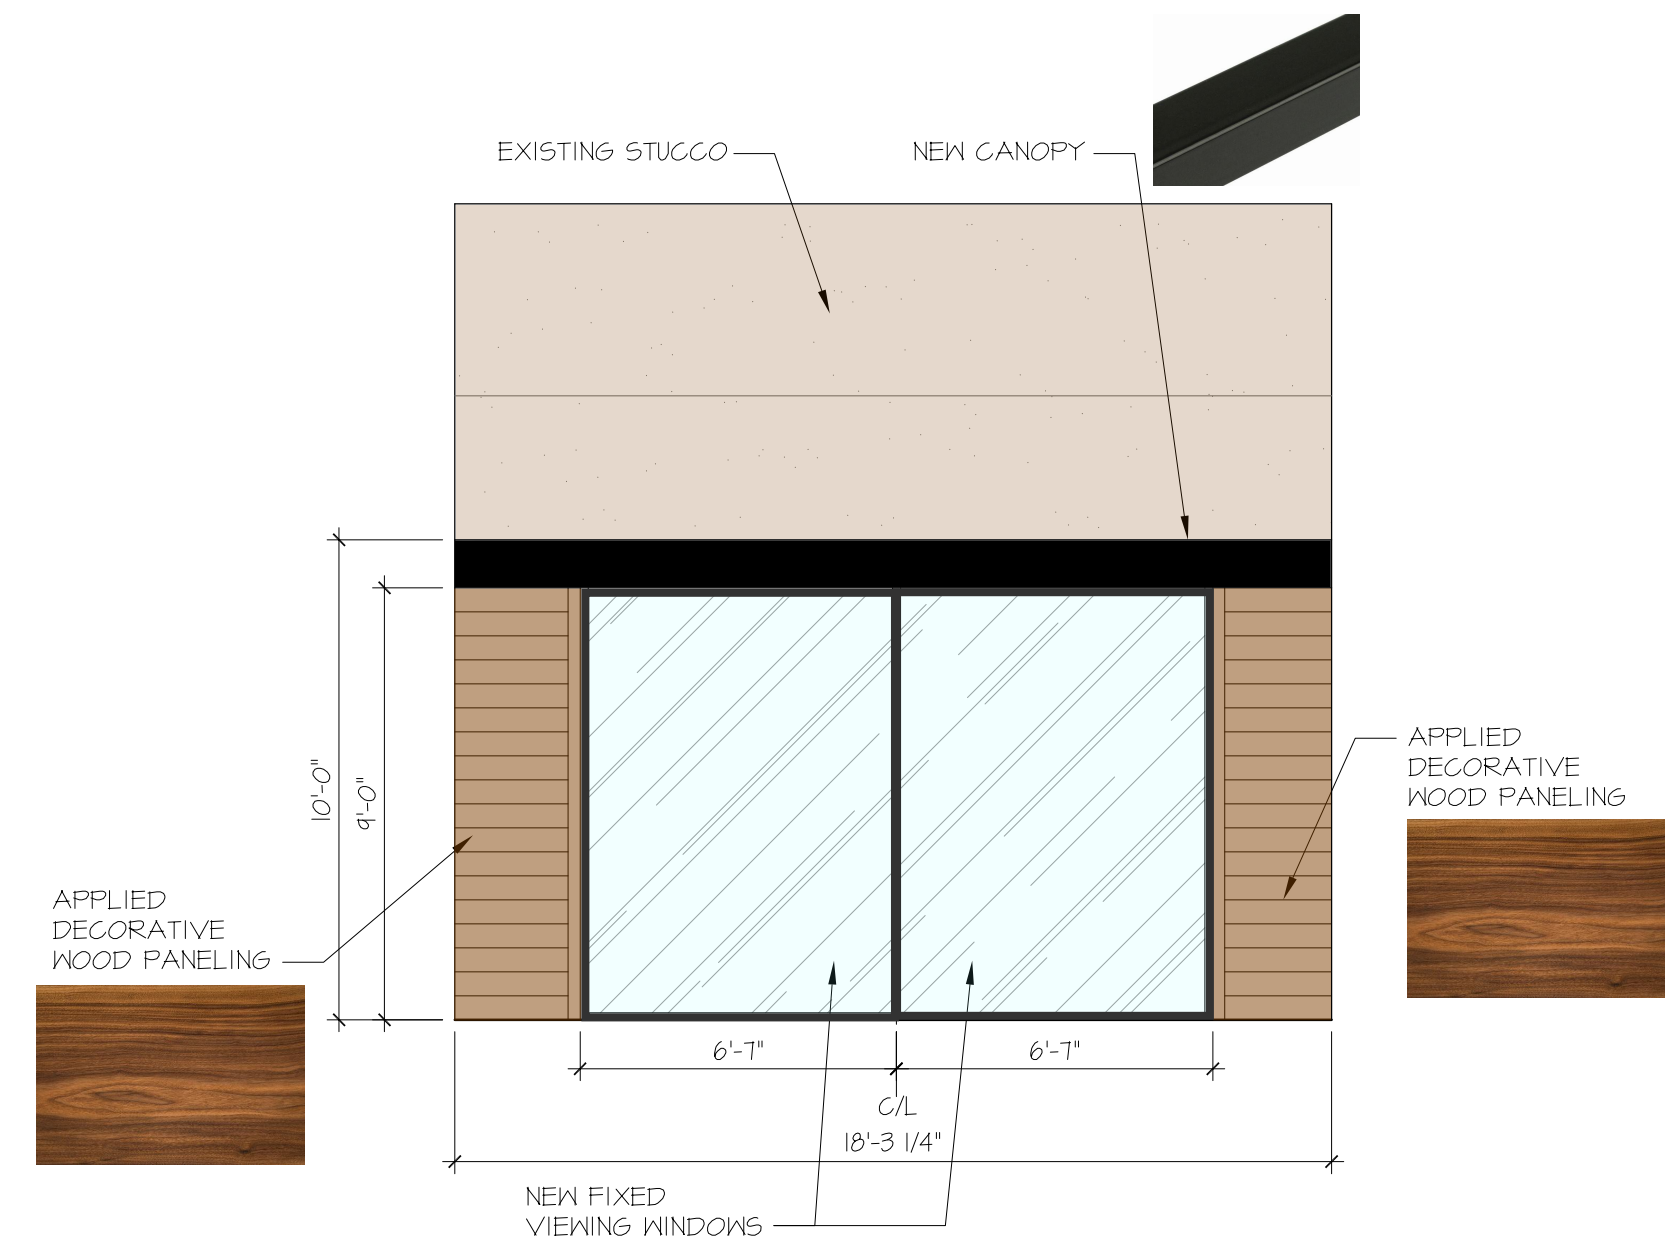 EXISTING STUCCO
NEW CANOPY
10'-0"
9'-0"
APPLIED
DECORATIVE
WOOD PANELING
APPLIED
DECORATIVE
WOOD PANELING
6'-7"
6'-7"
C/L
18'-3 1/4"
NEW FIXED
VIEWING WINDOWS